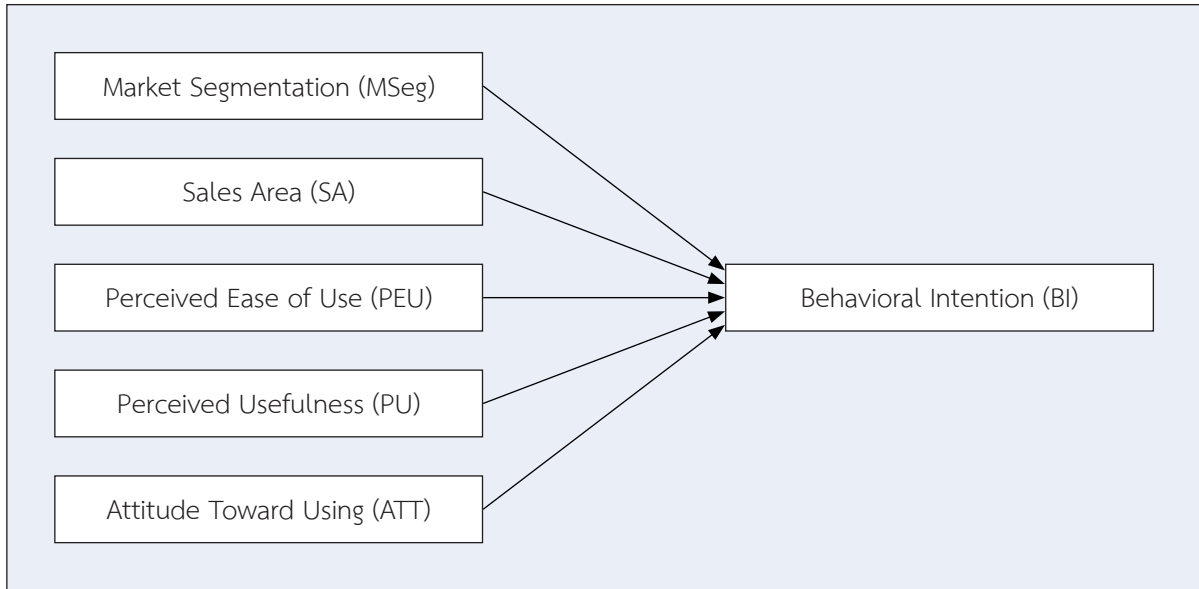 Market Segmentation (MSeg)
Sales Area (SA)
Perceived Ease of Use (PEU)
Behavioral Intention (BI)
Perceived Usefulness (PU)
Attitude Toward Using (ATT)